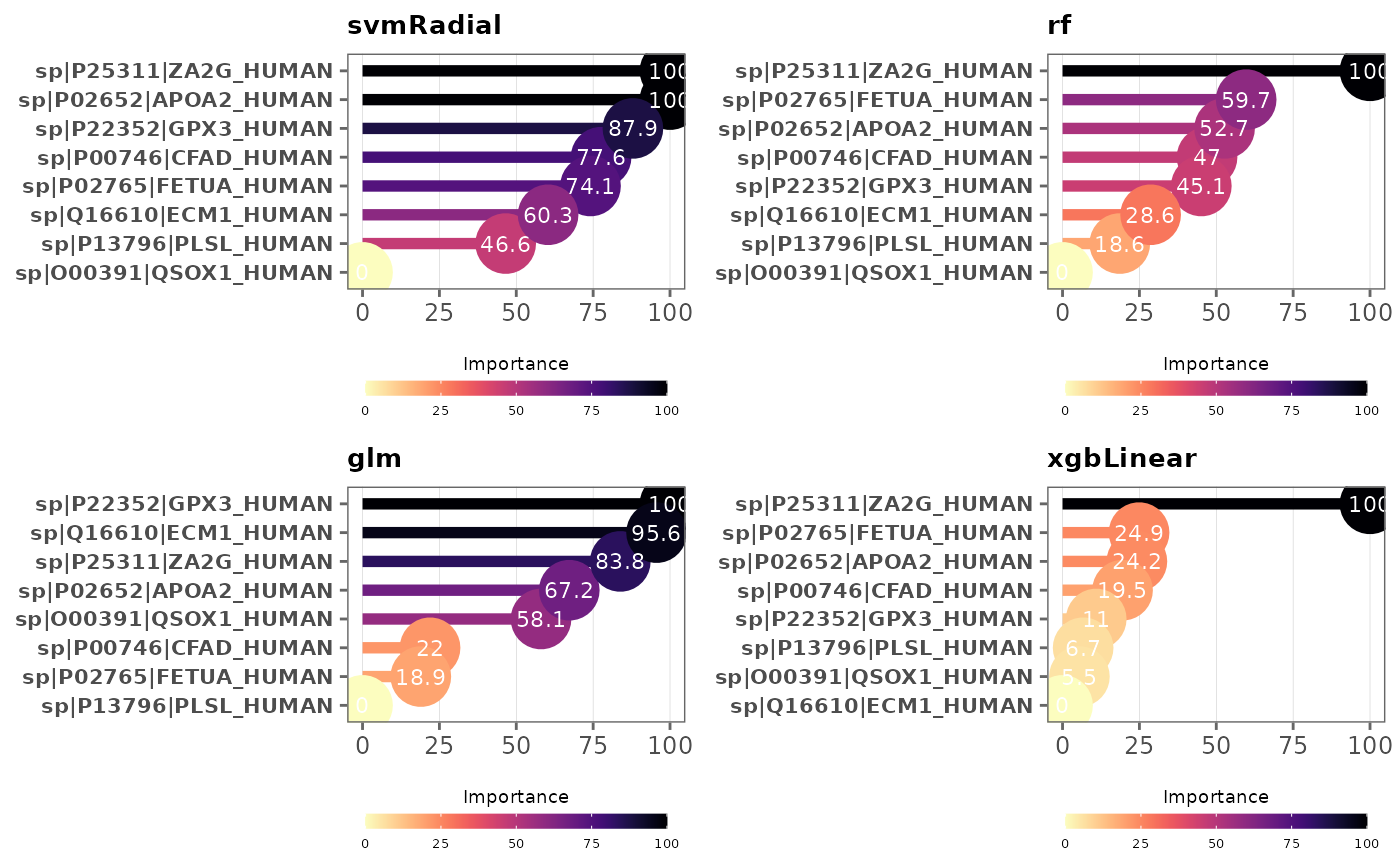 svmRadial
sp|P25311|ZA2G_HUMAN 100
sp|P02652|APOA2_HUMAN 100
sp|P22352|GPX3_HUMAN 87.9
sp|P00746|CFAD_HUMAN 77.6
sp|P02765|FETUA_HUMAN 74.1
sp|Q16610|ECM1_HUMAN 60.3
sp|P13796|PLSL_HUMAN 46.6
sp|O00391|QSOX1_HUMAN 0
0 25 50 75 100
Importance
0 25 50 75 100
rf
sp|P25311|ZA2G_HUMAN 100
sp|P02765|FETUA_HUMAN 59.7
sp|P02652|APOA2_HUMAN 52.7
sp|P00746|CFAD_HUMAN 47
sp|P22352|GPX3_HUMAN 45.1
sp|Q16610|ECM1_HUMAN 28.6
sp|P13796|PLSL_HUMAN 18.6
sp|O00391|QSOX1_HUMAN 0
0 25 50 75 100
Importance
0 25 50 75 100
glm
sp|P22352|GPX3_HUMAN 100
sp|Q16610|ECM1_HUMAN 95.6
sp|P25311|ZA2G_HUMAN 83.8
sp|P02652|APOA2_HUMAN 67.2
sp|O00391|QSOX1_HUMAN 58.1
sp|P00746|CFAD_HUMAN 22
sp|P02765|FETUA_HUMAN 18.9
sp|P13796|PLSL_HUMAN 0
0 25 50 75 100
Importance
0 25 50 75 100
xgbLinear
sp|P25311|ZA2G_HUMAN 100
sp|P02765|FETUA_HUMAN 24.9
sp|P02652|APOA2_HUMAN 24.2
sp|P00746|CFAD_HUMAN 19.5
sp|P22352|GPX3_HUMAN 11
sp|P13796|PLSL_HUMAN 6.7
sp|O00391|QSOX1_HUMAN 5.5
sp|Q16610|ECM1_HUMAN 0
0 25 50 75 100
Importance
0 25 50 75 100